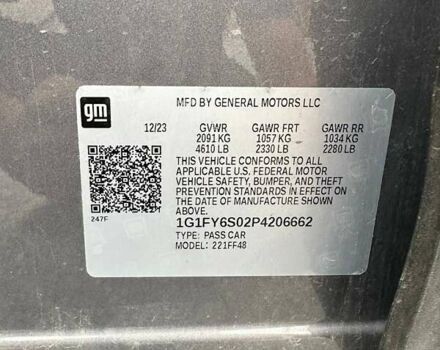 gm
MFD BY GENERAL MOTORS LLC
12/23 GVWR GAWR FRT GAWR RR
2091 KG 1057 KG 1034 KG
4610 LB 2330 LB 2280 LB
THIS VEHICLE CONFORMS TO ALL
APPLICABLE U.S. FEDERAL MOTOR
VEHICLE SAFETY, BUMPER, AND THEFT
PREVENTION STANDARDS IN EFFECT
ON THE DATE OF MANUFACTURE
SHOWN ABOVE.
247F
1G1FY6S02P4206662
TYPE: PASS CAR
MODEL: 221FF48